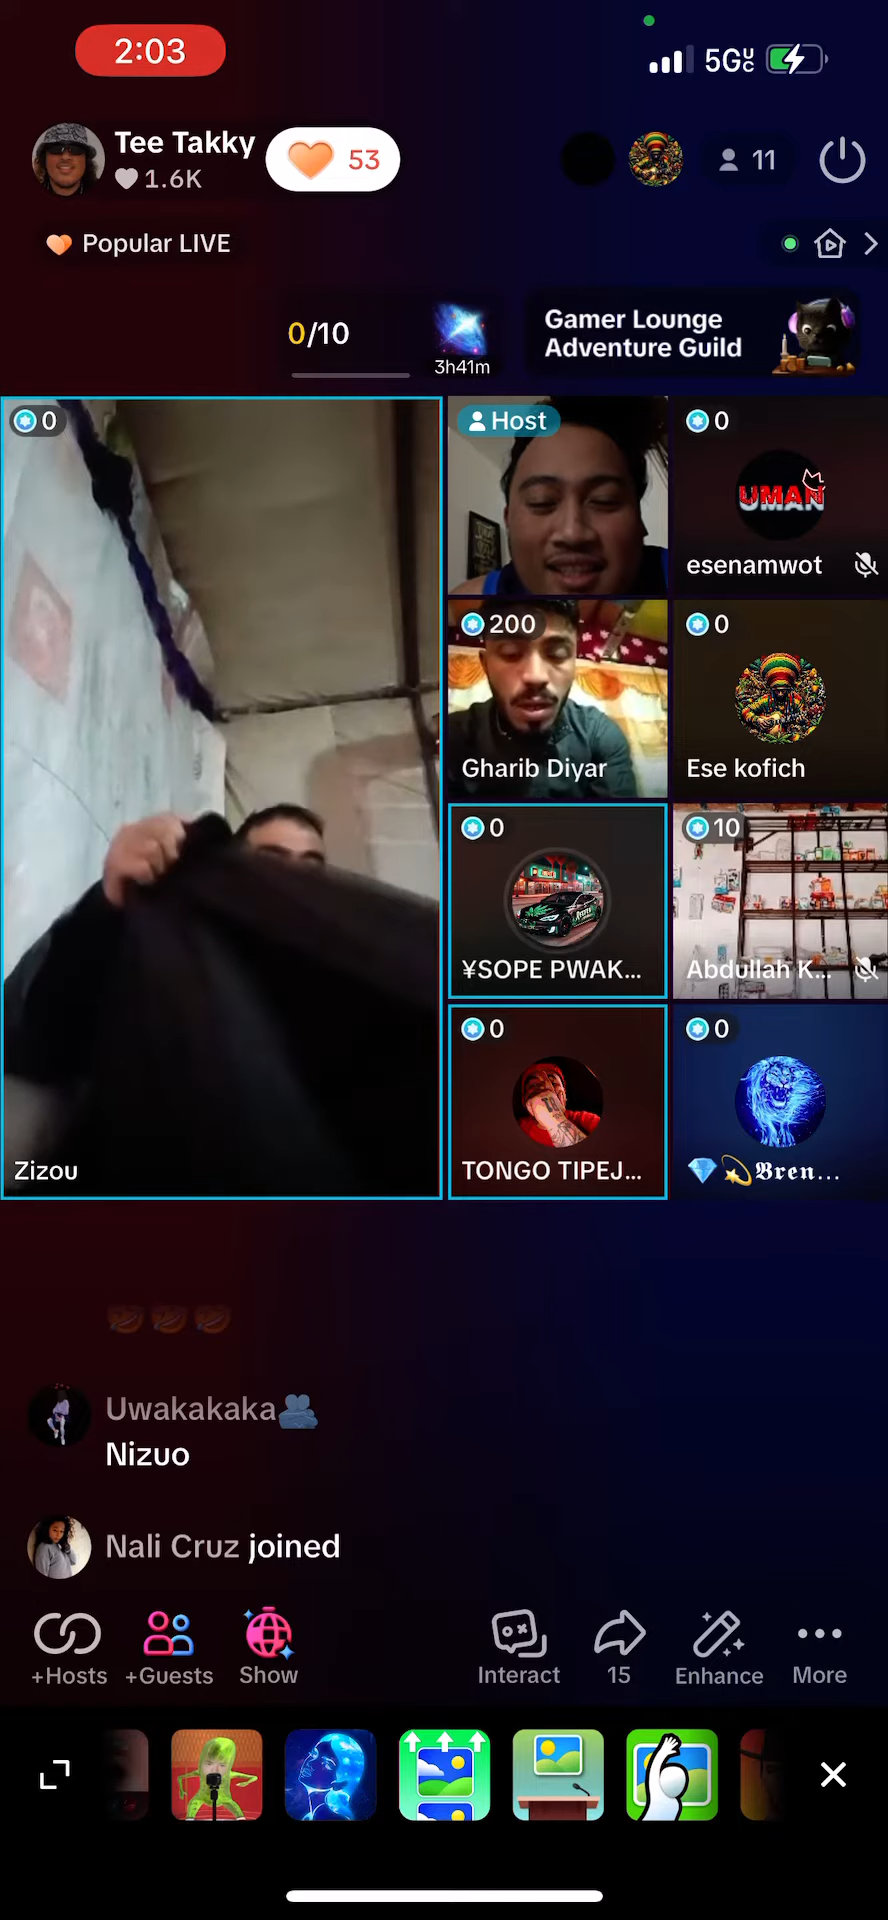 2:03
5GUC
Tee Takky
1.6K
53
11
Popular LIVE
0/10
3h41m
Gamer Lounge
Adventure Guild
0
Host
0
UMAN
esenamwot
200
Gharib Diyar
0
Ese kofich
0
¥SOPE PWAK...
10
Abdullah K...
Zizou
0
TONGO TIPEJ...
0
💎💫𝕭𝖗𝖊𝖓...
🤣🤣🤣
Uwakakaka🫂
Nizuo
Nali Cruz joined
+Hosts
+Guests
Show
Interact
15
Enhance
More